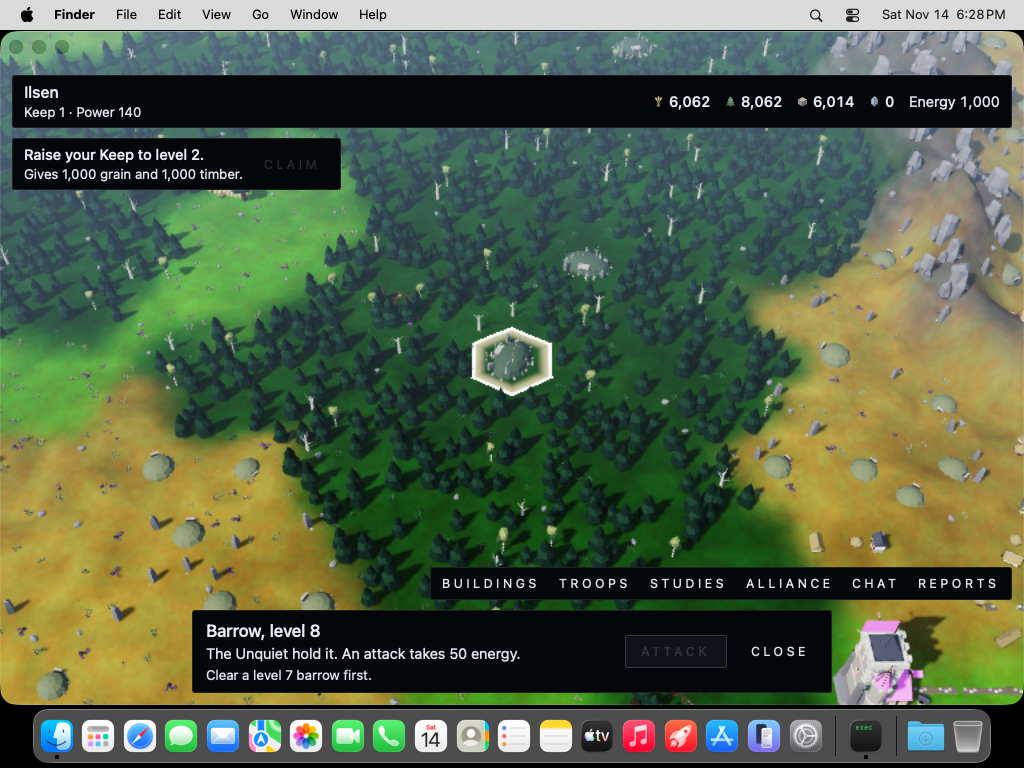 Finder File Edit View Go Window Help Sat Nov 14 6:28 PM
Ilsen
Keep 1 · Power 140
6,062 8,062 6,014 0 Energy 1,000
Raise your Keep to level 2.
Gives 1,000 grain and 1,000 timber.
CLAIM
BUILDINGS TROOPS STUDIES ALLIANCE CHAT REPORTS
Barrow, level 8
The Unquiet hold it. An attack takes 50 energy.
Clear a level 7 barrow first.
ATTACK CLOSE
Sat
14
tv
exec